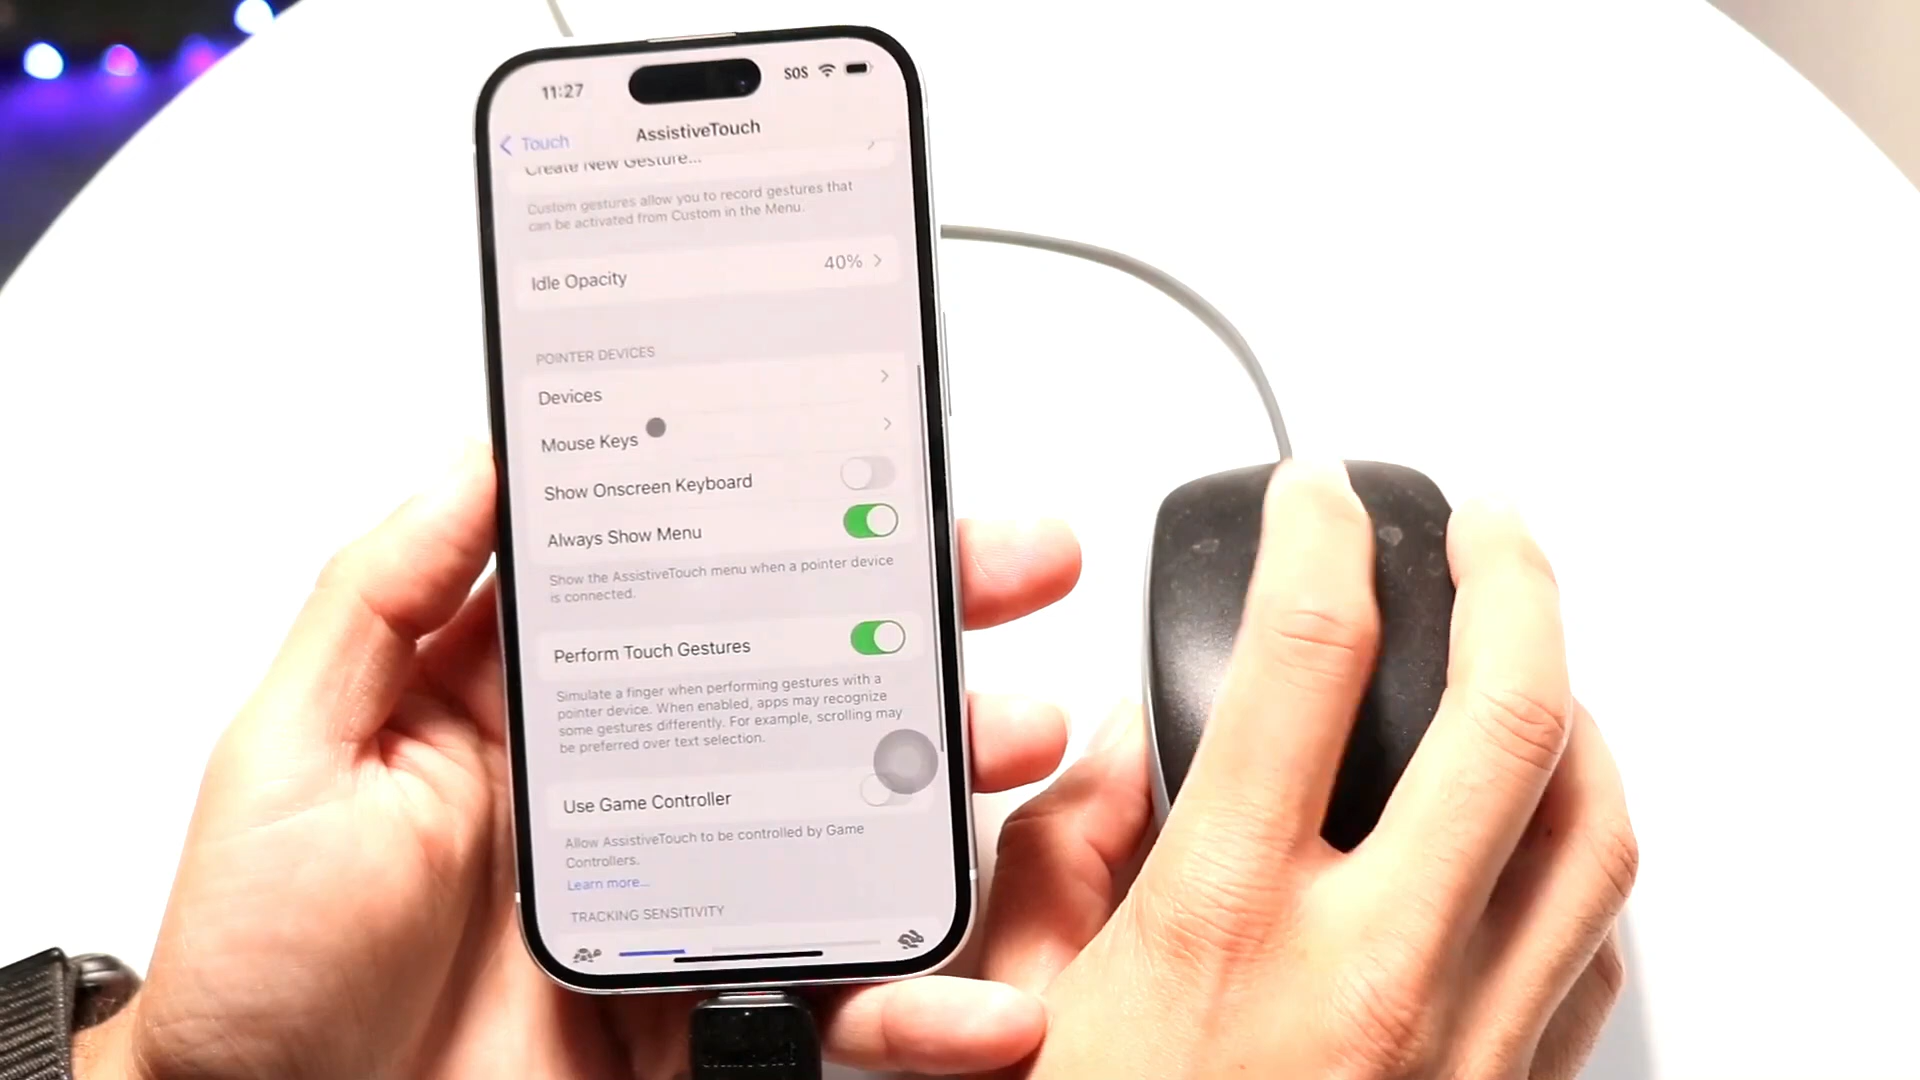 11:27
SOS
Touch
AssistiveTouch
Create New Gesture...
Custom gestures allow you to record gestures that
can be activated from Custom in the Menu.
Idle Opacity
40%
POINTER DEVICES
Devices
Mouse Keys
Show Onscreen Keyboard
Always Show Menu
Show the AssistiveTouch menu when a pointer device
is connected.
Perform Touch Gestures
Simulate a finger when performing gestures with a
pointer device. When enabled, apps may recognize
some gestures differently. For example, scrolling may
be preferred over text selection.
Use Game Controller
Allow AssistiveTouch to be controlled by Game
Controllers.
Learn more...
TRACKING SENSITIVITY